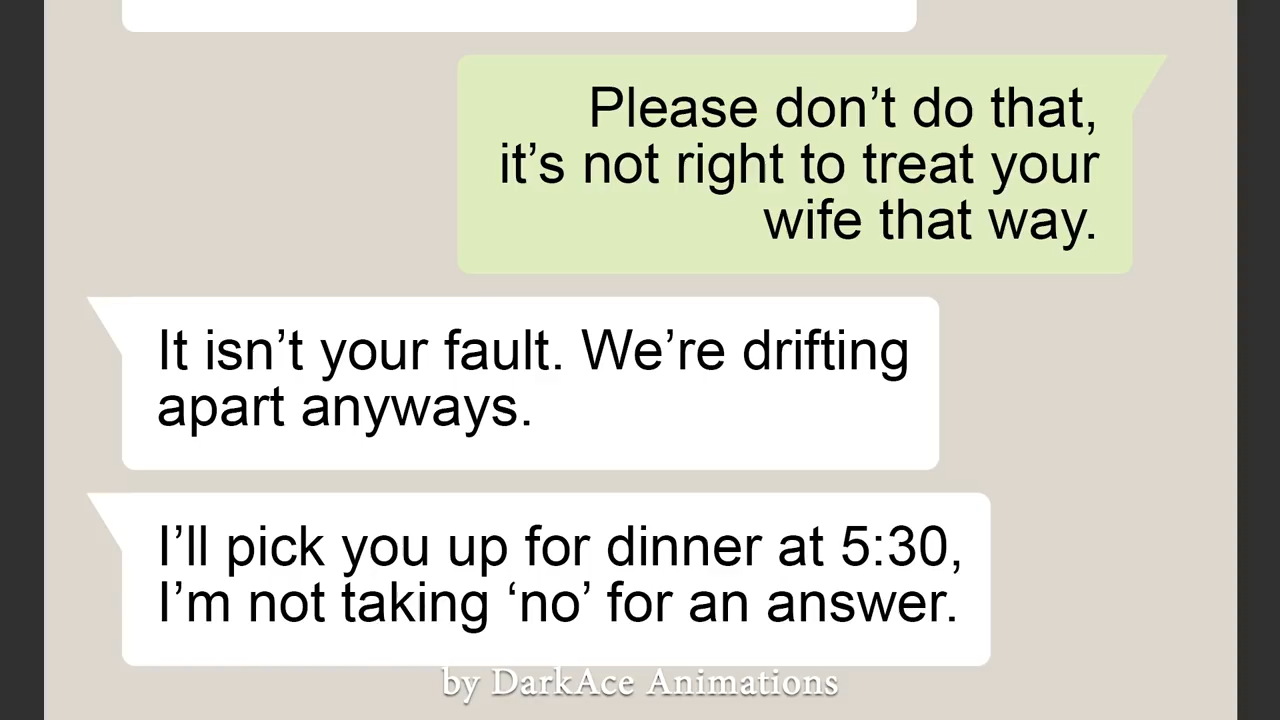 Please don’t do that,
it’s not right to treat your
wife that way.
It isn’t your fault. We’re drifting
apart anyways.
I’ll pick you up for dinner at 5:30,
I’m not taking ‘no’ for an answer.
by DarkAce Animations